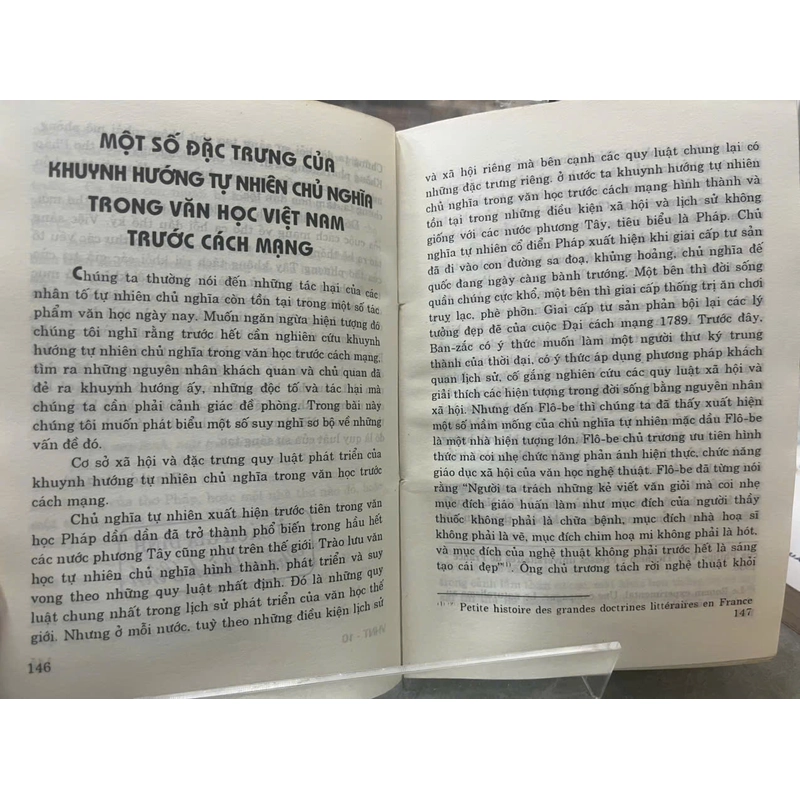 MỘT SỐ ĐẶC TRƯNG CỦA
KHUYNH HƯỚNG TỰ NHIÊN CHỦ NGHĨA
TRONG VĂN HỌC VIỆT NAM
TRƯỚC CÁCH MẠNG
Chúng ta thường nói đến những tác hại của các
nhân tố tự nhiên chủ nghĩa còn tồn tại trong một số tác
phẩm văn học ngày nay. Muốn ngăn ngừa hiện tượng đó
chúng tôi nghĩ rằng trước hết cần nghiên cứu khuynh
hướng tự nhiên chủ nghĩa trong văn học trước cách mạng,
tìm ra những nguyên nhân khách quan và chủ quan đã
đẻ ra khuynh hướng ấy, những độc tố và tác hại mà
chúng ta cần phải cảnh giác đề phòng. Trong bài này
chúng tôi muốn phát biểu một số suy nghĩ sơ bộ về những
vấn đề đó.
Cơ sở xã hội và đặc trưng quy luật phát triển của
khuynh hướng tự nhiên chủ nghĩa trong văn học trước
cách mạng.
Chủ nghĩa tự nhiên xuất hiện trước tiên trong văn
học Pháp dần dần đã trở thành phổ biến trong hầu hết
các nước phương Tây cũng như trên thế giới. Trào lưu văn
học tự nhiên chủ nghĩa hình thành, phát triển và suy
vong theo những quy luật nhất định. Đó là những quy
luật chung nhất trong lịch sử phát triển của văn học thế
giới. Nhưng ở mỗi nước, tuỳ theo những điều kiện lịch sử
146
và xã hội riêng mà bên cạnh các quy luật chung lại có
những đặc trưng riêng. ở nước ta khuynh hướng tự nhiên
chủ nghĩa trong văn học trước cách mạng hình thành và
tồn tại trong những điều kiện xã hội và lịch sử không
giống với các nước phương Tây, tiêu biểu là Pháp. Chủ
nghĩa tự nhiên cổ điển Pháp xuất hiện khi giai cấp tư sản
đã đi vào con đường sa đoạ, khủng hoảng, chủ nghĩa đế
quốc đang ngày càng bành trướng. Một bên thì đời sống
quần chúng cực khổ, một bên thì giai cấp thống trị ăn chơi
truỵ lạc, phè phỡn. Giai cấp tư sản phản bội lại các lý
tưởng đẹp đẽ của cuộc Đại cách mạng 1789. Trước đây,
Ban-zắc có ý thức muốn làm một người thư ký trung
thành của thời đại, có ý thức áp dụng phương pháp khách
quan lịch sử, cố gắng nghiên cứu các quy luật xã hội và
giải thích các hiện tượng trong đời sống bằng nguyên nhân
xã hội. Nhưng đến Flô-be thì chúng ta đã thấy xuất hiện
một số mầm mống của chủ nghĩa tự nhiên mặc dầu Flô-be
là một nhà hiện tượng lớn. Flô-be chủ trương ưu tiên hình
thức mà coi nhẹ chức năng phản ánh hiện thực, chức năng
giáo dục xã hội của văn học nghệ thuật. Flô-be đã từng nói
rằng "Người ta trách những kẻ viết văn giỏi mà coi nhẹ
mục đích giáo huấn làm như mục đích của người thầy
thuốc không phải là chữa bệnh, mục đích nhà hoạ sĩ
không phải là vẽ, mục đích chim hoạ mi không phải là hót,
và mục đích của nghệ thuật không phải trước hết là sáng
tạo cái đẹp"(1). Ông chủ trương tách rời nghệ thuật khỏi
(1) Petite histoire des grandes doctrines littéraires en France
147